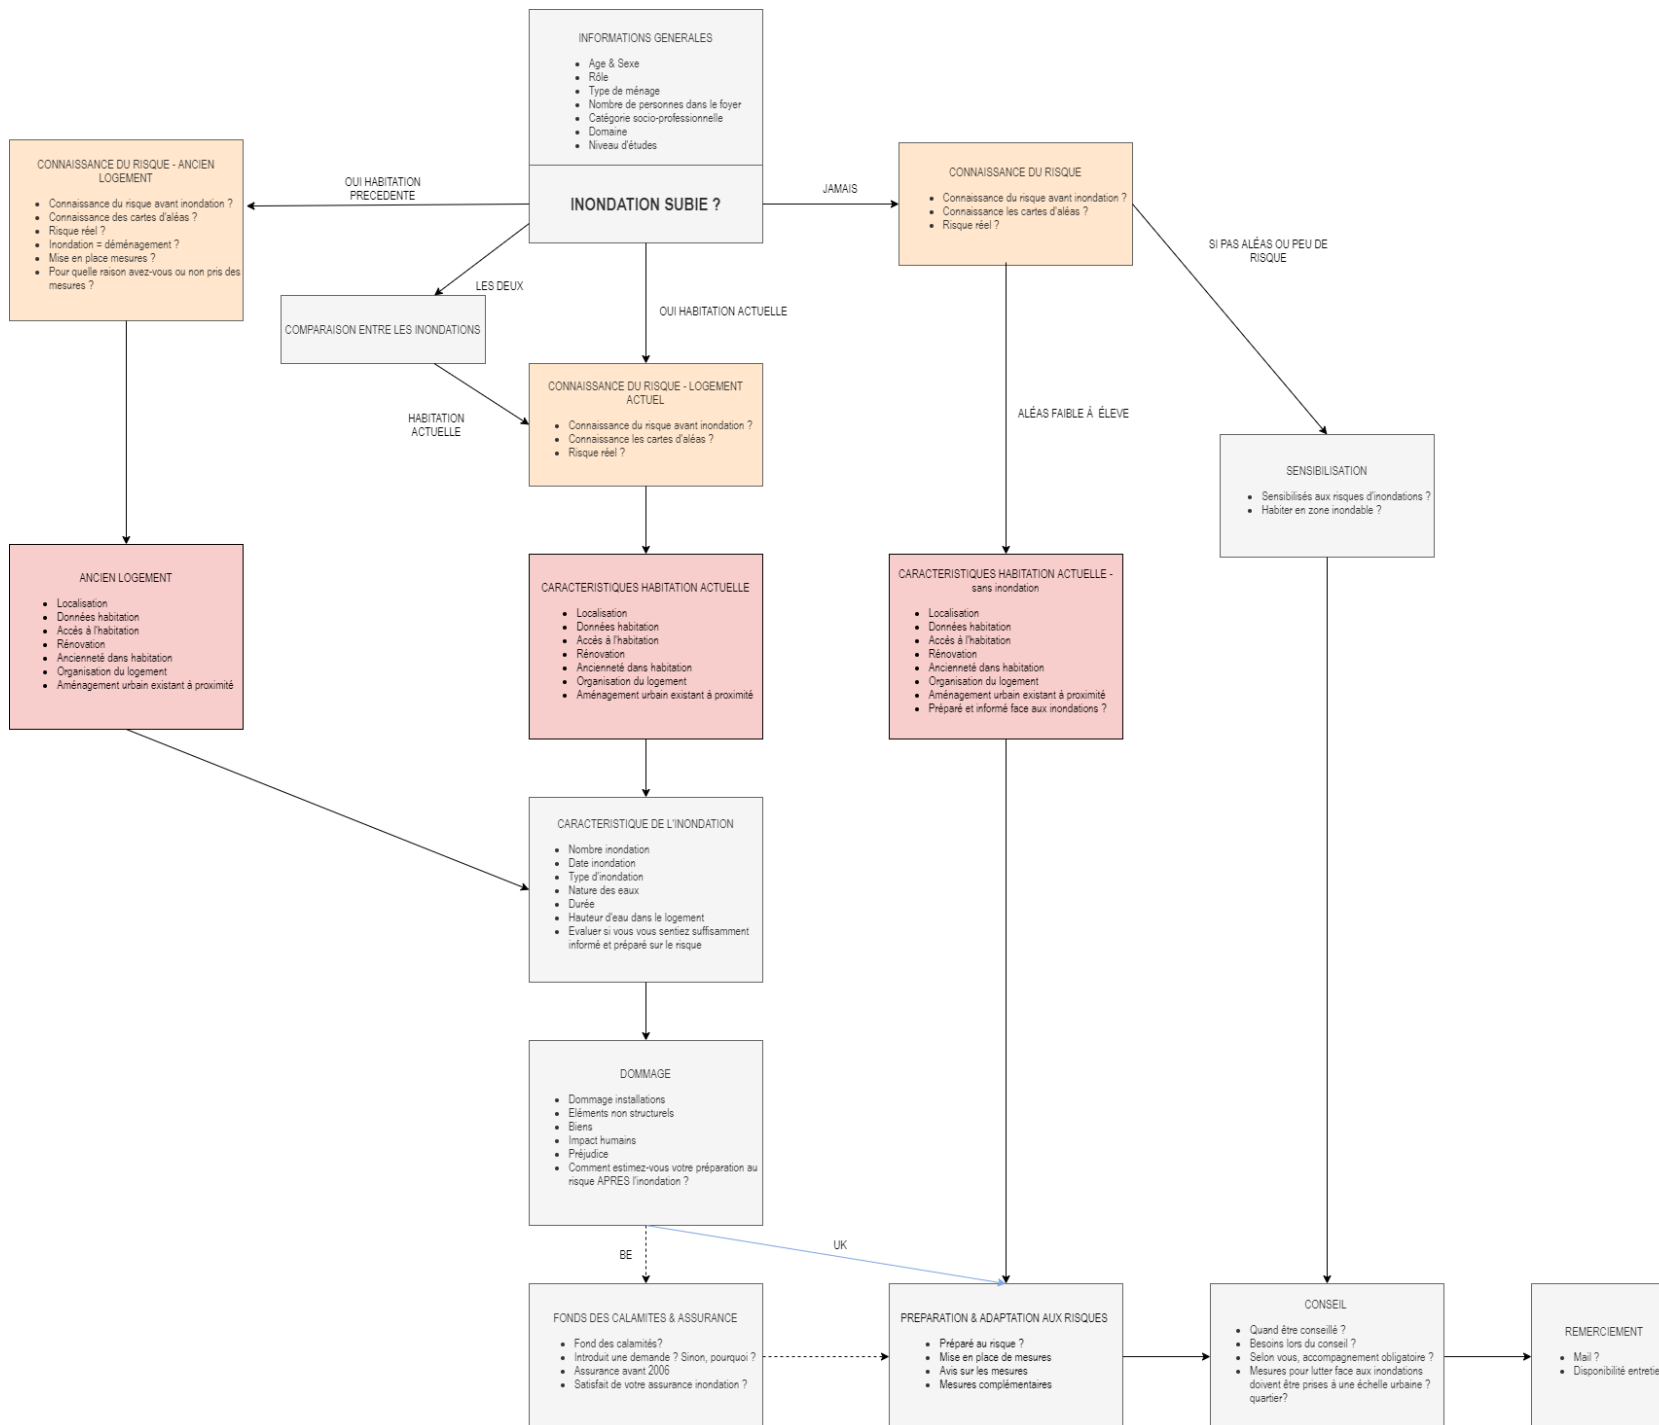 INFORMATIONS GENERALES
Age & Sexe
Rôle
Type de ménage
Nombre de personnes dans le foyer
Catégorie socio-professionnelle
Domaine
Niveau d'études
INONDATION SUBIE ?
OUI HABITATION
PRECEDENTE
JAMAIS
LES DEUX
OUI HABITATION ACTUELLE
CONNAISSANCE DU RISQUE - ANCIEN
LOGEMENT
Connaissance du risque avant inondation ?
Connaissance des cartes d'aléas ?
Risque réel ?
Inondation = déménagement ?
Mise en place mesures ?
Pour quelle raison avez-vous ou non pris des
mesures ?
CONNAISSANCE DU RISQUE
Connaissance du risque avant inondation ?
Connaissance les cartes d'aléas ?
Risque réel ?
SI PAS ALÉAS OU PEU DE
RISQUE
COMPARAISON ENTRE LES INONDATIONS
HABITATION
ACTUELLE
CONNAISSANCE DU RISQUE - LOGEMENT
ACTUEL
Connaissance du risque avant inondation ?
Connaissance les cartes d'aléas ?
Risque réel ?
ALÉAS FAIBLE À ÉLEVE
SENSIBILISATION
Sensibilisés aux risques d'inondations ?
Habiter en zone inondable ?
ANCIEN LOGEMENT
Localisation
Données habitation
Accés à l'habitation
Rénovation
Ancienneté dans habitation
Organisation du logement
Aménagement urbain existant à proximité
CARACTERISTIQUES HABITATION ACTUELLE
Localisation
Données habitation
Accés à l'habitation
Rénovation
Ancienneté dans habitation
Organisation du logement
Aménagement urbain existant à proximité
CARACTERISTIQUES HABITATION ACTUELLE -
sans inondation
Localisation
Données habitation
Accés à l'habitation
Rénovation
Ancienneté dans habitation
Organisation du logement
Aménagement urbain existant à proximité
Préparé et informé face aux inondations ?
CARACTERISTIQUE DE L'INONDATION
Nombre inondation
Date inondation
Type d'inondation
Nature des eaux
Durée
Hauteur d'eau dans le logement
Evaluer si vous vous sentiez suffisamment
informé et préparé sur le risque
DOMMAGE
Dommage installations
Eléments non structurels
Biens
Impact humains
Préjudice
Comment estimez-vous votre préparation au
risque APRES l'inondation ?
BE
UK
FONDS DES CALAMITES & ASSURANCE
Fond des calamités?
Introduit une demande ? Sinon, pourquoi ?
Assurance avant 2006
Satisfait de votre assurance inondation ?
PREPARATION & ADAPTATION AUX RISQUES
Préparé au risque ?
Mise en place de mesures
Avis sur les mesures
Mesures complémentaires
CONSEIL
Quand être conseillé ?
Besoins lors du conseil ?
Selon vous, accompagnement obligatoire ?
Mesures pour lutter face aux inondations
doivent être prises à une échelle urbaine ?
quartier?
REMERCIEMENT
Mail ?
Disponibilité entretie